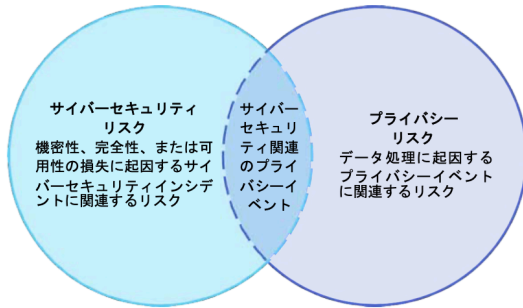 サイバーセキュリティ
リスク
機密性、完全性、または可
用性の損失に起因するサイ
バーセキュリティインシデ
ントに関連するリスク
サイバー
セキュリ
ティ関連
のプライ
バシーイ
ベント
プライバシー
リスク
データ処理に起因する
プライバシーイベント
に関連するリスク